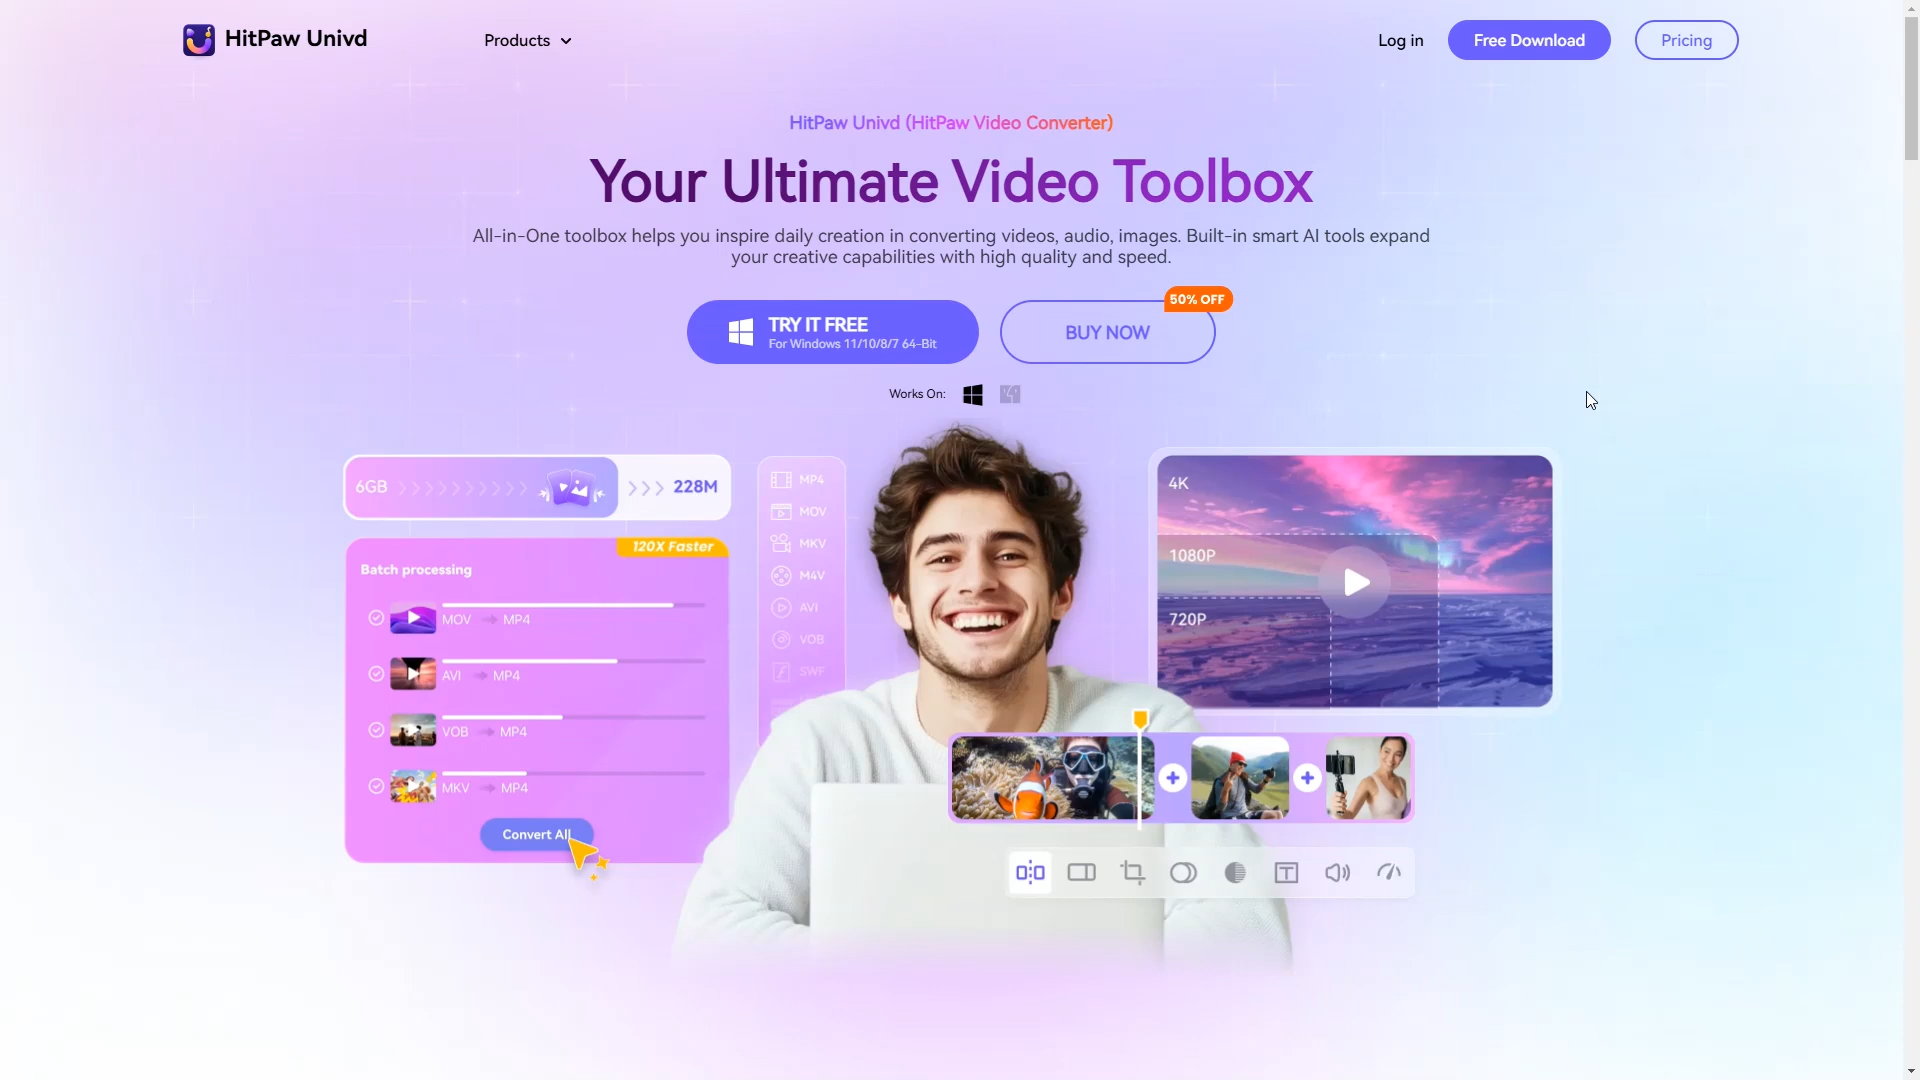 HitPaw Univd
Products
Log in
Free Download
Pricing
HitPaw Univd (HitPaw Video Converter)
Your Ultimate Video Toolbox
All-in-One toolbox helps you inspire daily creation in converting videos, audio, images. Built-in smart AI tools expand
your creative capabilities with high quality and speed.
TRY IT FREE
For Windows 11/10/8/7 64-Bit
50% OFF
BUY NOW
Works On:
6GB
228M
120X Faster
Batch processing
MOV MP4
AVI MP4
VOB MP4
MKV MP4
Convert All
MP4
MOV
MKV
M4V
AVI
VOB
SWF
4K
1080P
720P